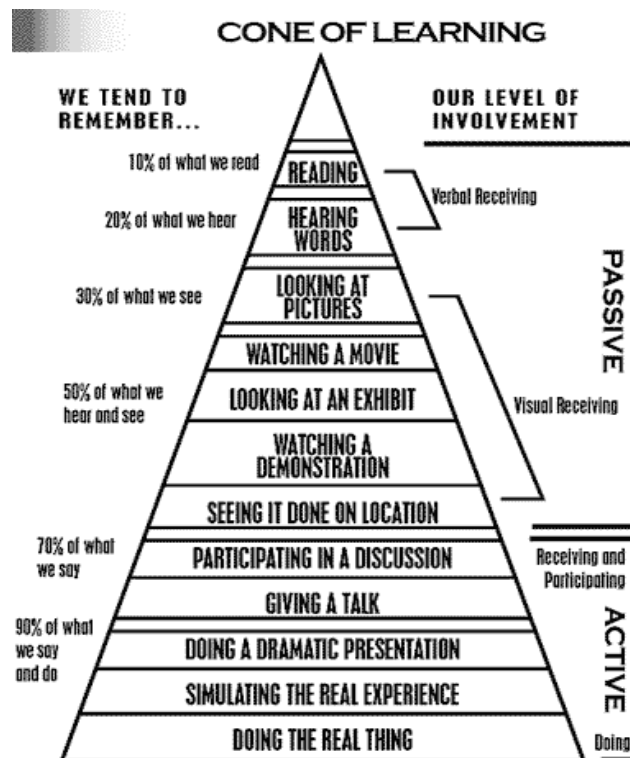 CONE OF LEARNING
WE TEND TO
REMEMBER...
OUR LEVEL OF
INVOLVEMENT
10% of what we read
READING
Verbal Receiving
20% of what we hear
HEARING
WORDS
30% of what we see
LOOKING AT
PICTURES
PASSIVE
WATCHING A MOVIE
50% of what we
hear and see
LOOKING AT AN EXHIBIT
Visual Receiving
WATCHING A
DEMONSTRATION
SEEING IT DONE ON LOCATION
70% of what
we say
PARTICIPATING IN A DISCUSSION
Receiving and
Participating
GIVING A TALK
90% of what
we say
and do
DOING A DRAMATIC PRESENTATION
ACTIVE
SIMULATING THE REAL EXPERIENCE
DOING THE REAL THING
Doing